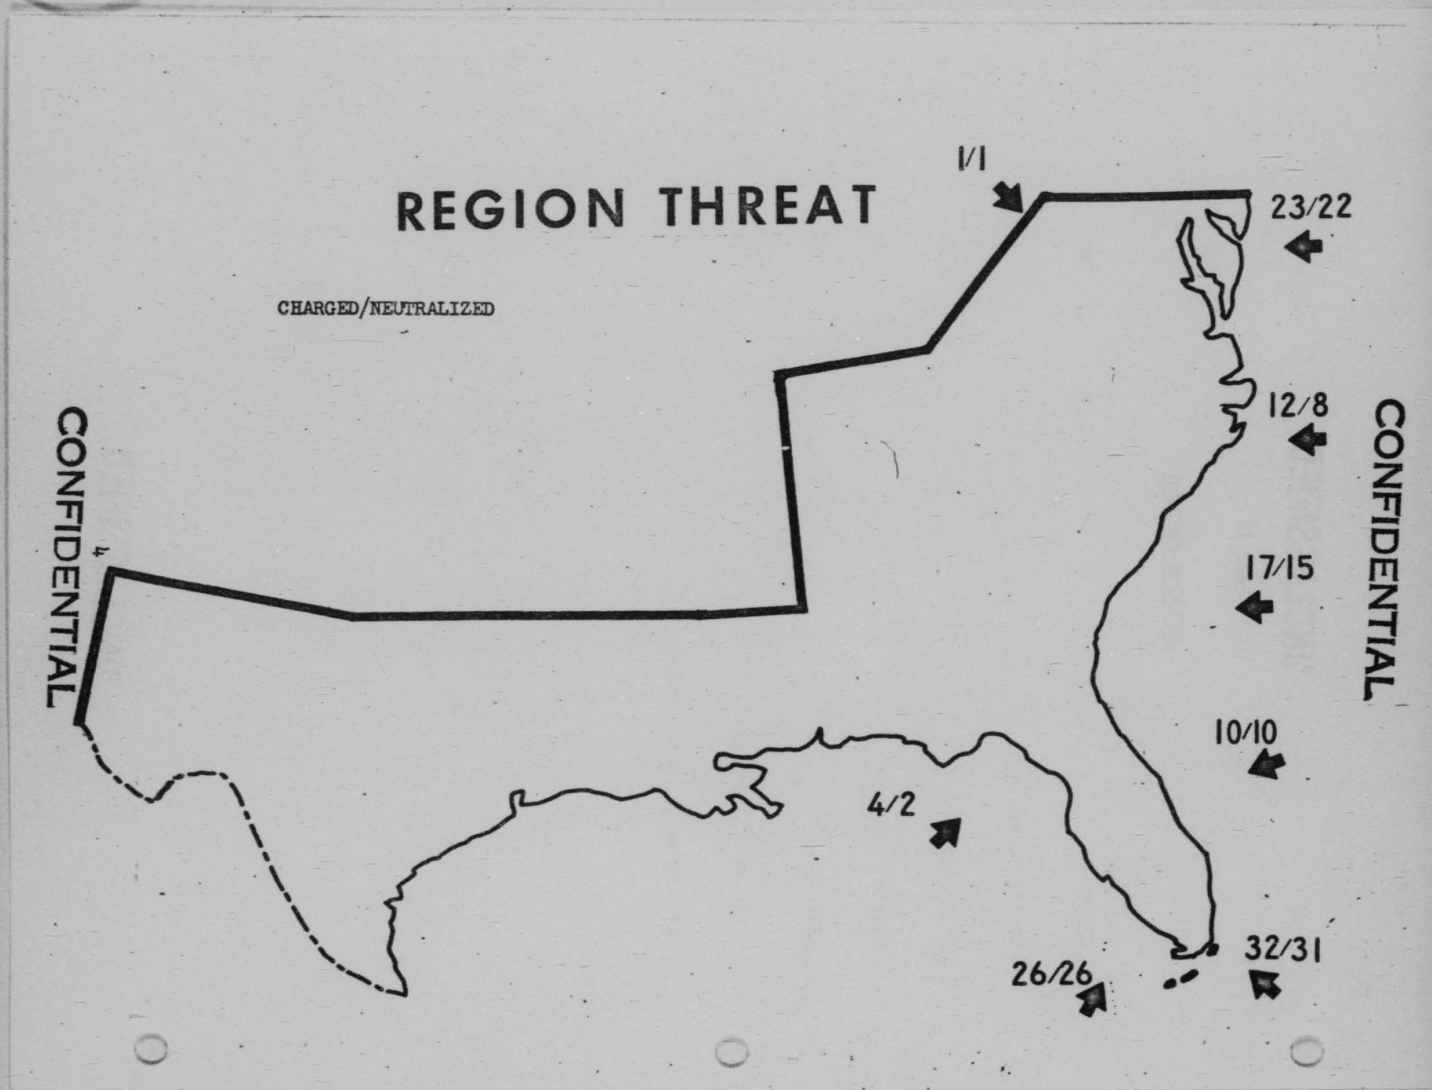 1/1
REGION THREAT
23/22
CHARGED/NEUTRALIZED
CONFIDENTIAL
12/8
CONFIDENTIAL
4
17/15
10/10
4/2
32/31
26/26